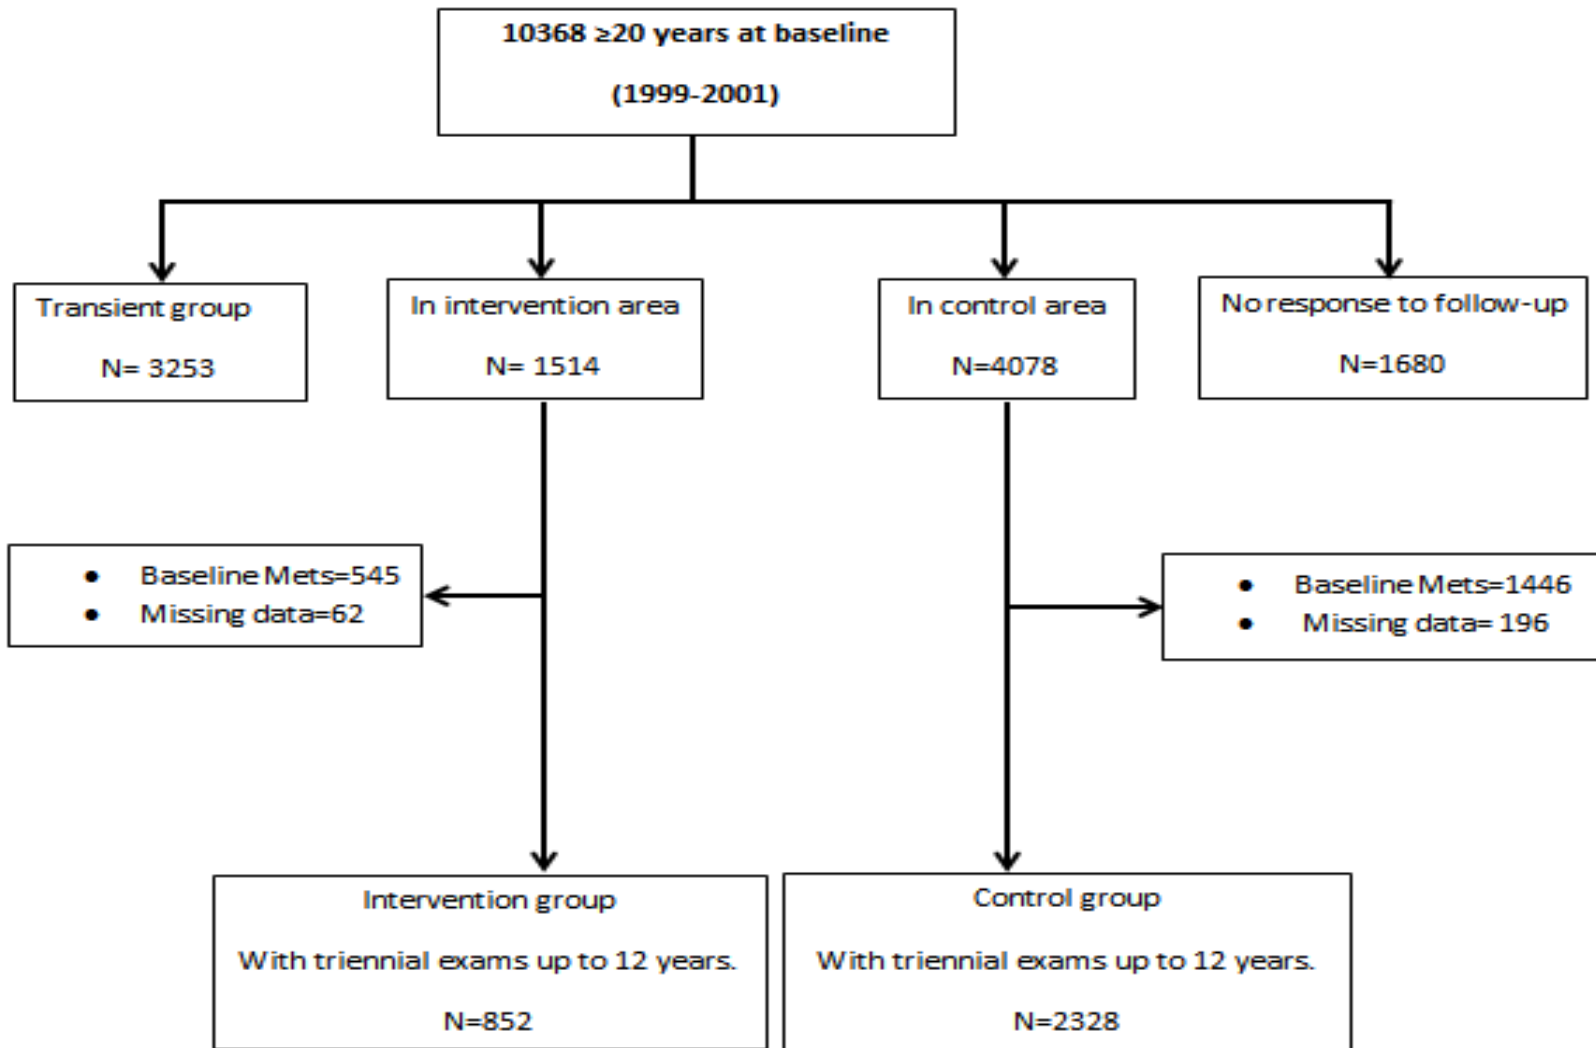 10368 ≥20 years at baseline
(1999-2001)
Transient group
N= 3253
In intervention area
N= 1514
In control area
N=4078
No response to follow-up
N=1680
• Baseline Mets=545
• Missing data=62
• Baseline Mets=1446
• Missing data= 196
Intervention group
With triennial exams up to 12 years.
N=852
Control group
With triennial exams up to 12 years.
N=2328